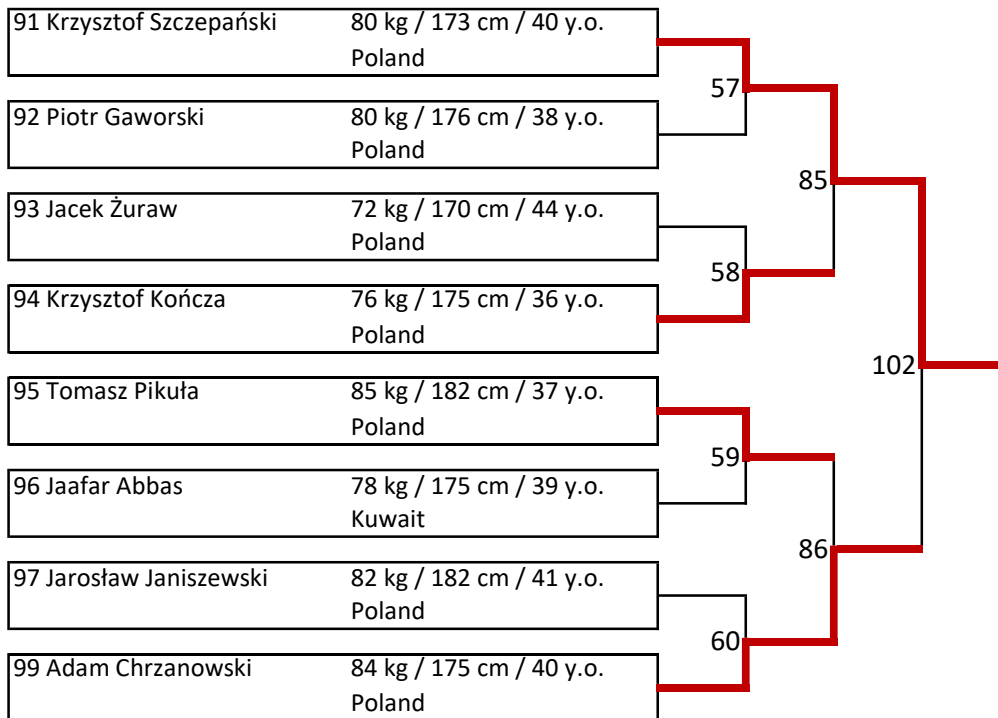 91 Krzysztof Szczepański 80 kg / 173 cm / 40 y.o.
Poland
57
92 Piotr Gaworski 80 kg / 176 cm / 38 y.o.
Poland
85
93 Jacek Żuraw 72 kg / 170 cm / 44 y.o.
Poland
58
94 Krzysztof Kończa 76 kg / 175 cm / 36 y.o.
Poland
102
95 Tomasz Pikuła 85 kg / 182 cm / 37 y.o.
Poland
59
96 Jaafar Abbas 78 kg / 175 cm / 39 y.o.
Kuwait
86
97 Jarosław Janiszewski 82 kg / 182 cm / 41 y.o.
Poland
60
99 Adam Chrzanowski 84 kg / 175 cm / 40 y.o.
Poland